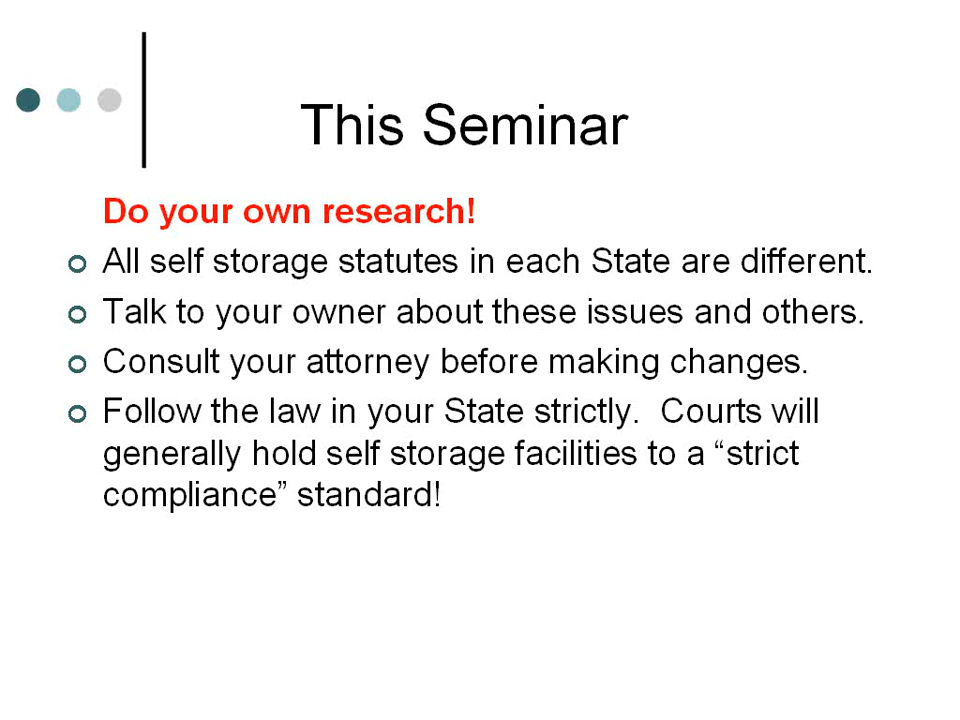 This Seminar
Do your own research!
All self storage statutes in each State are different.
Talk to your owner about these issues and others.
Consult your attorney before making changes.
Follow the law in your State strictly.  Courts will
generally hold self storage facilities to a “strict
compliance” standard!